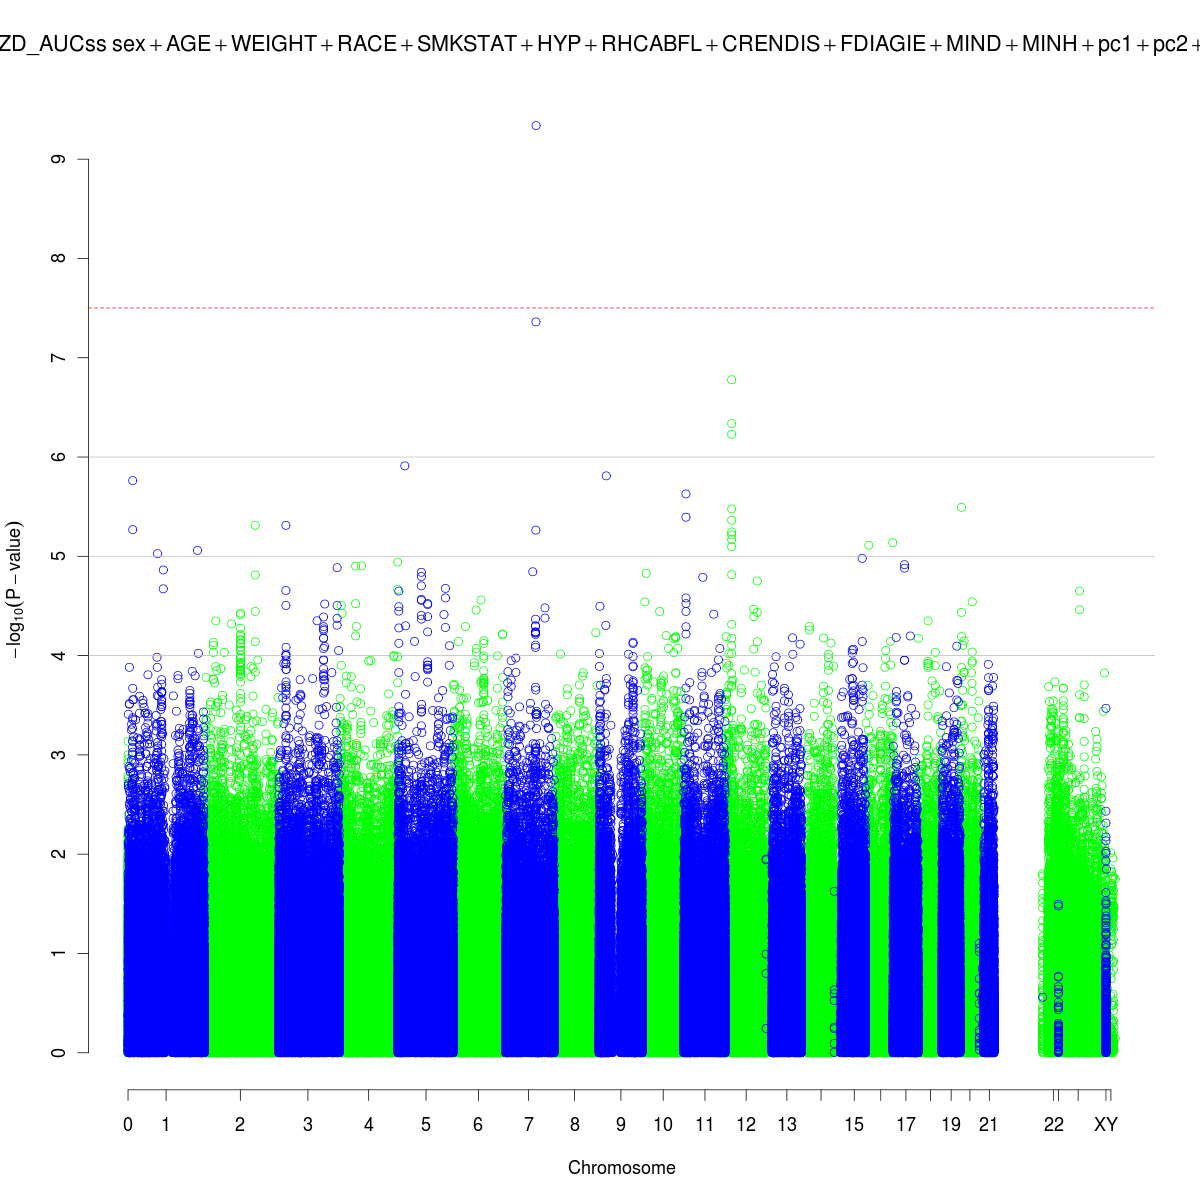 ZD_AUCss sex + AGE + WEIGHT + RACE + SMKSTAT + HYP + RHCABFL + CRENDIS + FDIAGIE + MIND + MINH + pc1 + pc2 +
9
8
7
6
5
4
3
2
1
0
−log10(P − value)
0 1 2 3 4 5 6 7 8 9 10 11 12 13 15 17 19 21 22 XY
Chromosome